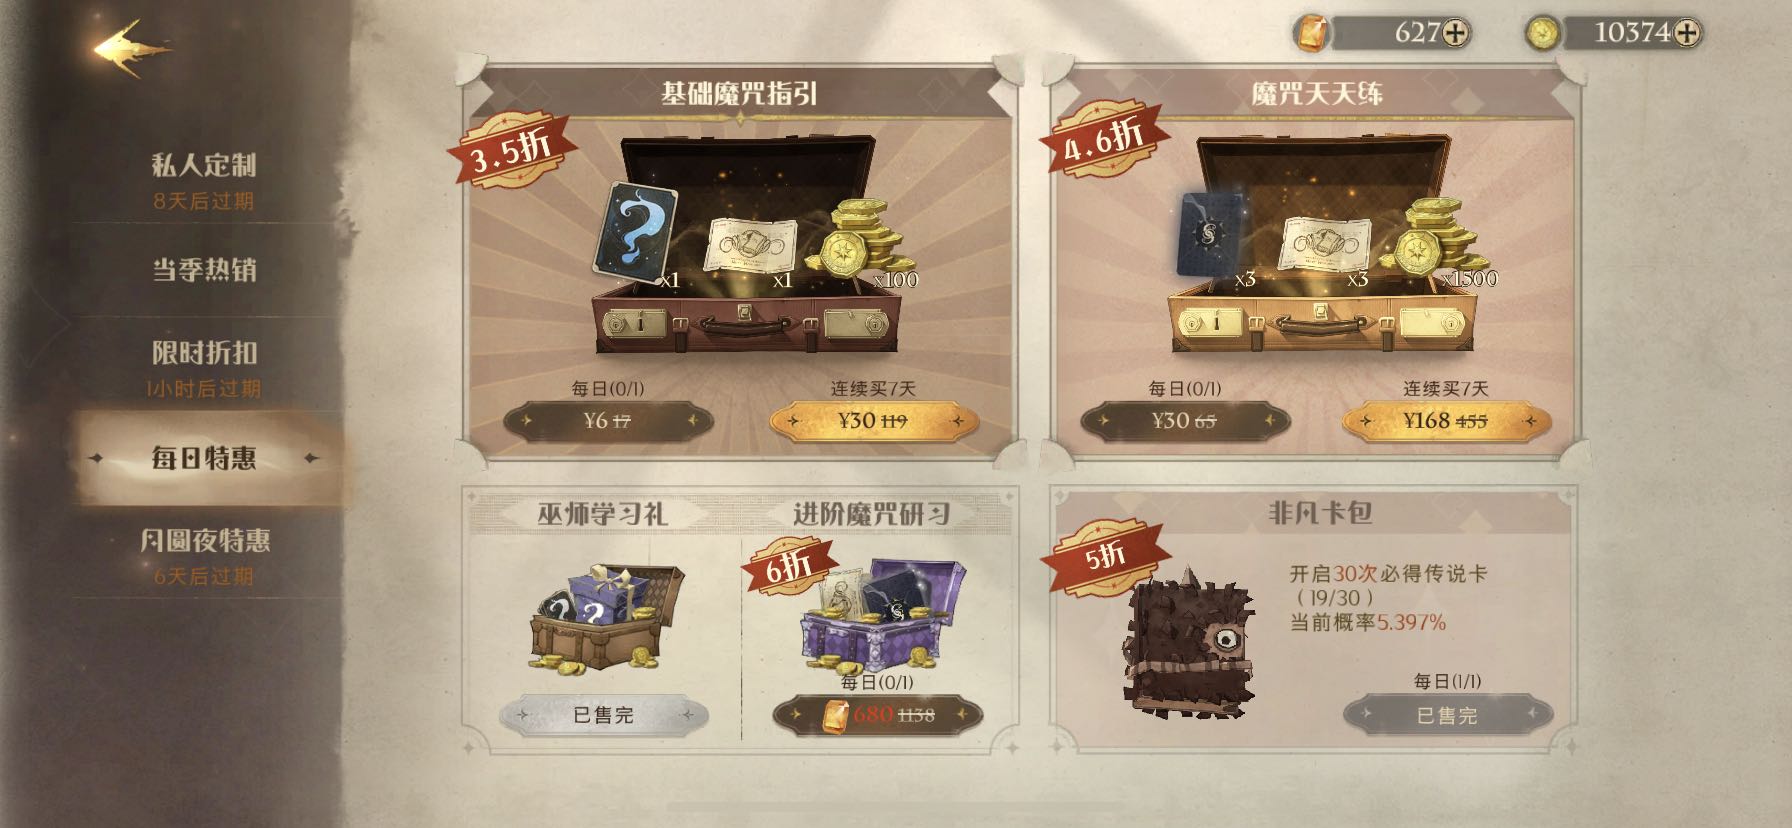 627
10374
私人定制
8天后过期
当季热销
限时折扣
1小时后过期
每日特惠
月圆夜特惠
6天后过期
基础魔咒指引
3.5折
x1
x1
x100
每日(0/1)
连续买7天
¥6 17
¥30 119
魔咒天天练
4.6折
x3
x3
x1500
每日(0/1)
连续买7天
¥30 65
¥168 455
巫师学习礼
已售完
进阶魔咒研习
6折
每日(0/1)
680 1138
非凡卡包
5折
开启30次必得传说卡
（19/30）
当前概率5.397%
每日(1/1)
已售完